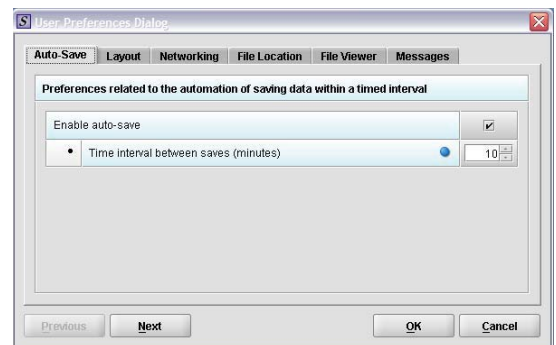 S User Preferences Dialog
Auto-Save Layout Networking File Location File Viewer Messages
Preferences related to the automation of saving data within a timed interval
Enable auto-save
• Time interval between saves (minutes) 10
Previous Next OK Cancel